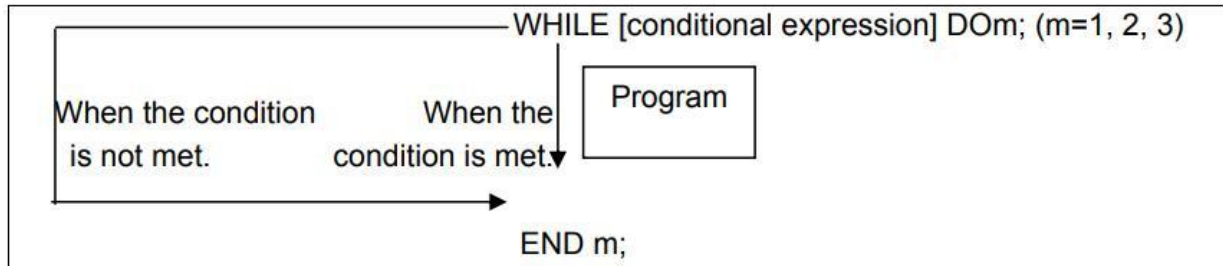 WHILE [conditional expression] DOm; (m=1, 2, 3)
When the condition
is not met.
When the
condition is met.
Program
END m;